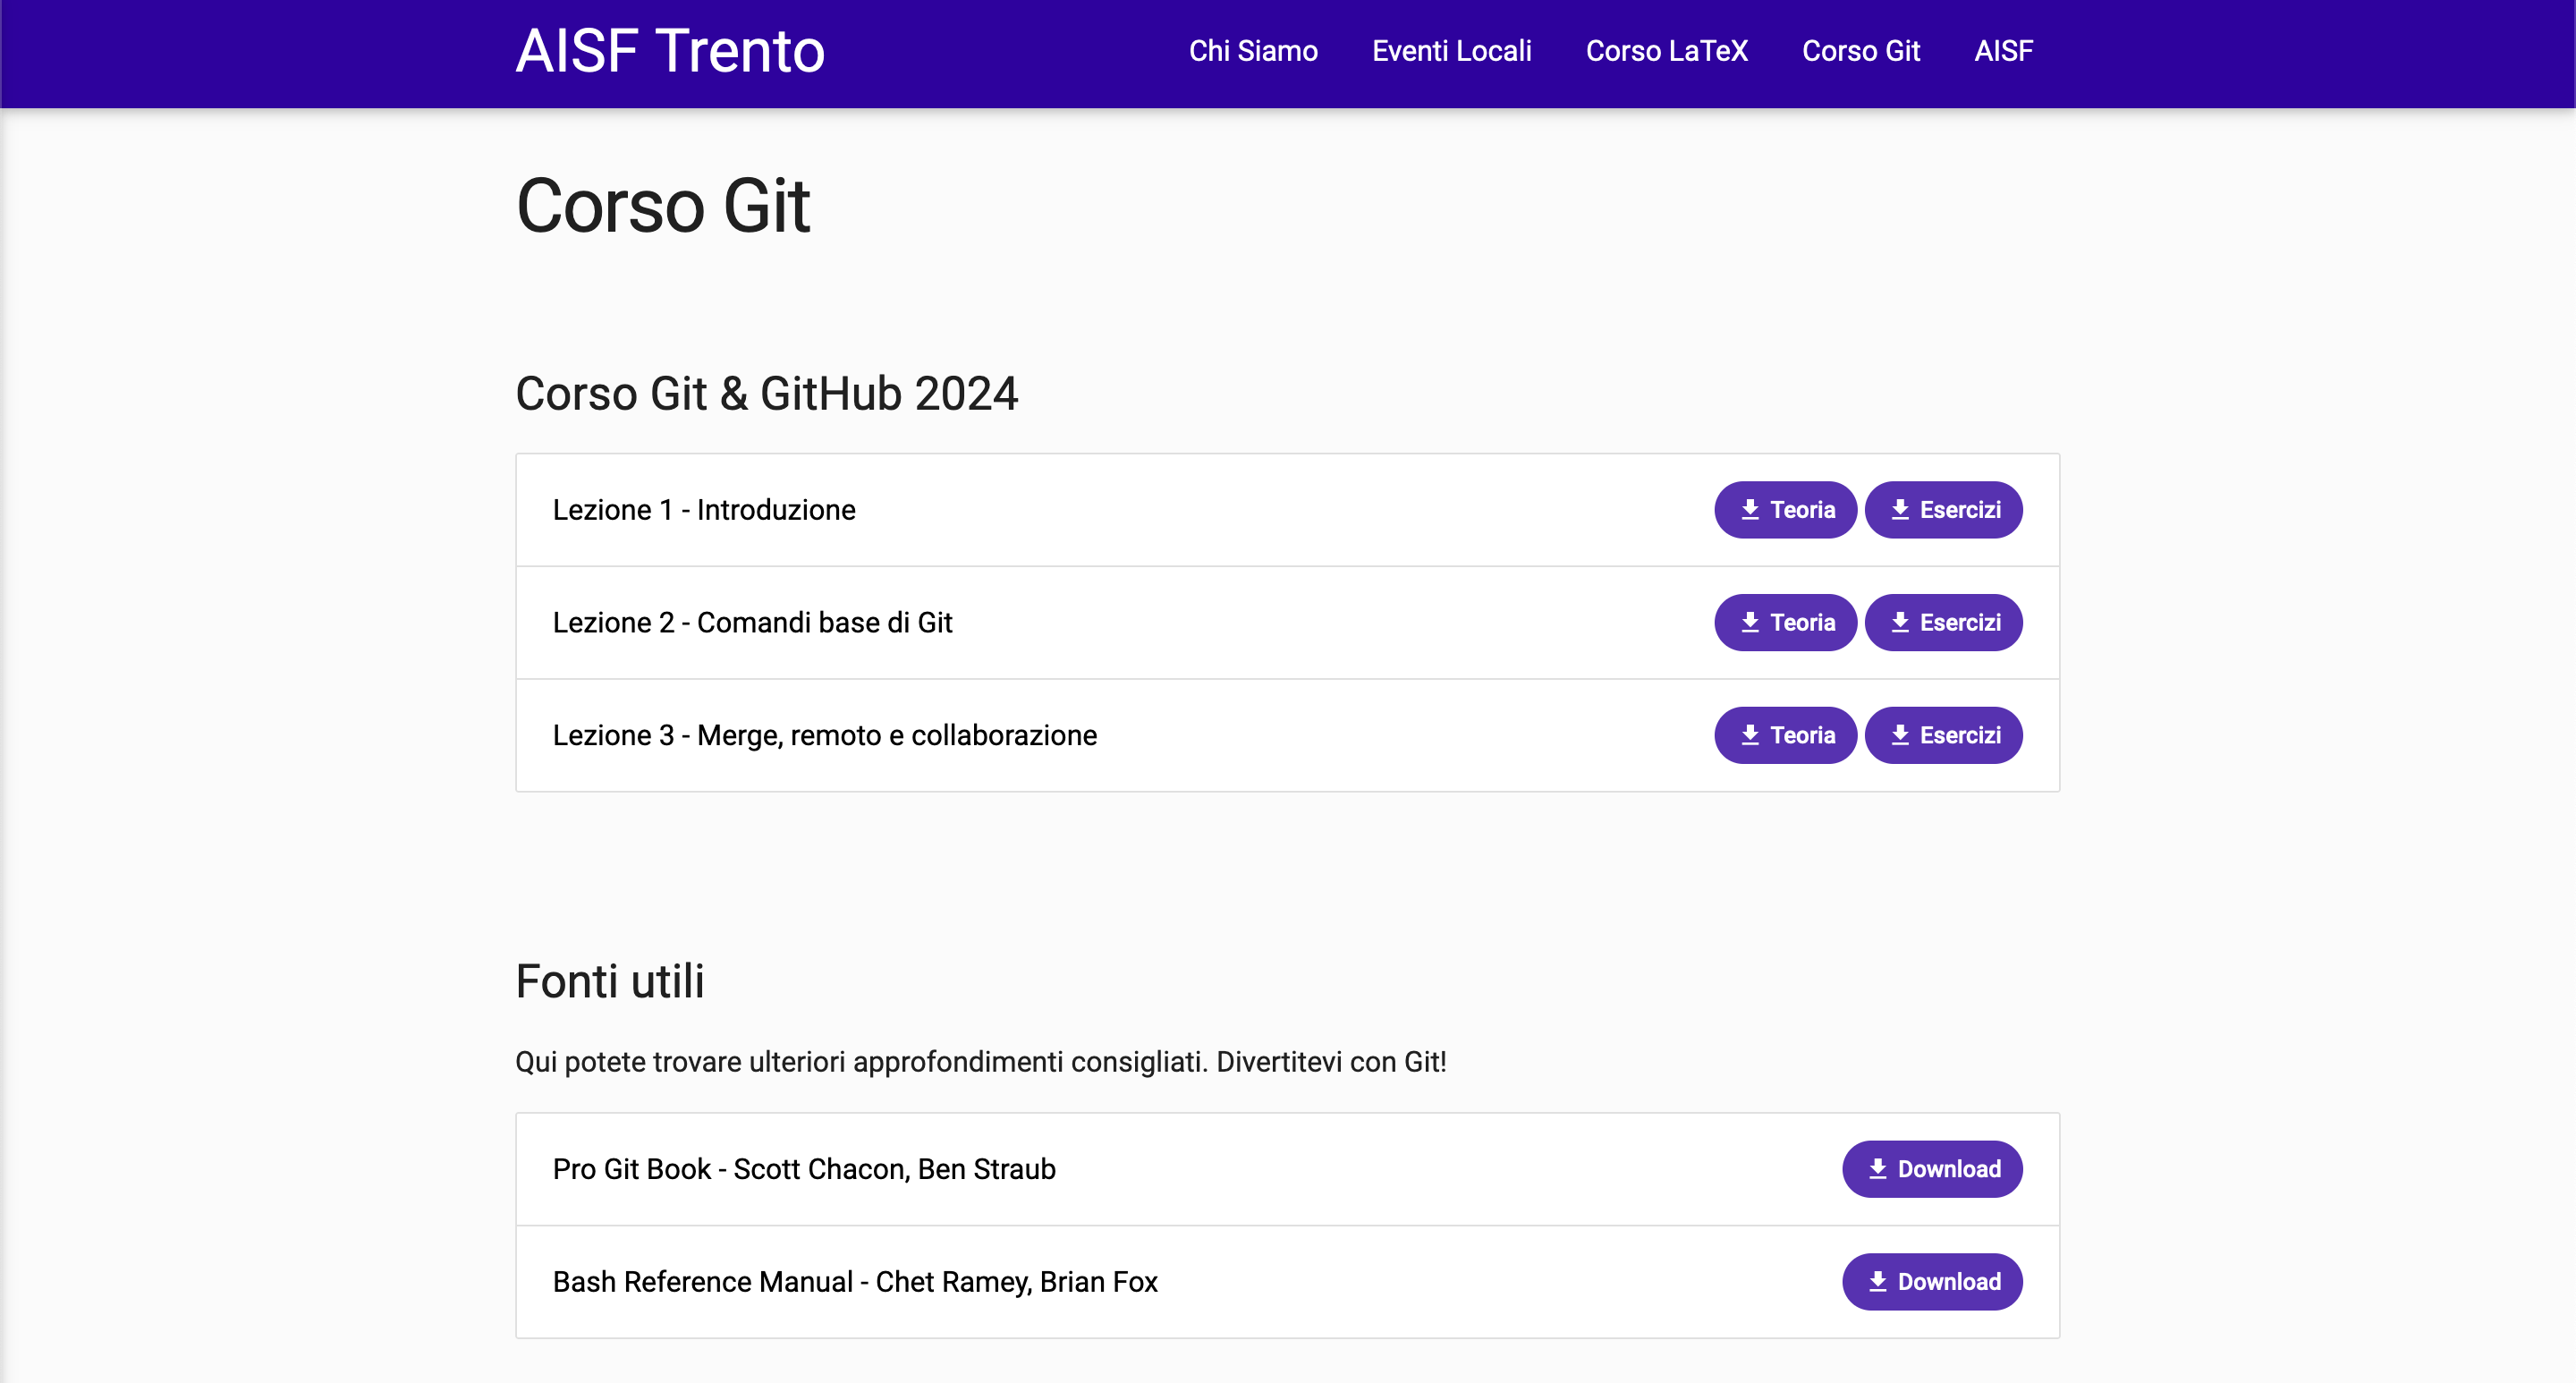 AISF Trento
Chi Siamo
Eventi Locali
Corso LaTeX
Corso Git
AISF
Corso Git
Corso Git & GitHub 2024
Lezione 1 - Introduzione
Teoria
Esercizi
Lezione 2 - Comandi base di Git
Teoria
Esercizi
Lezione 3 - Merge, remoto e collaborazione
Teoria
Esercizi
Fonti utili
Qui potete trovare ulteriori approfondimenti consigliati. Divertitevi con Git!
Pro Git Book - Scott Chacon, Ben Straub
Download
Bash Reference Manual - Chet Ramey, Brian Fox
Download